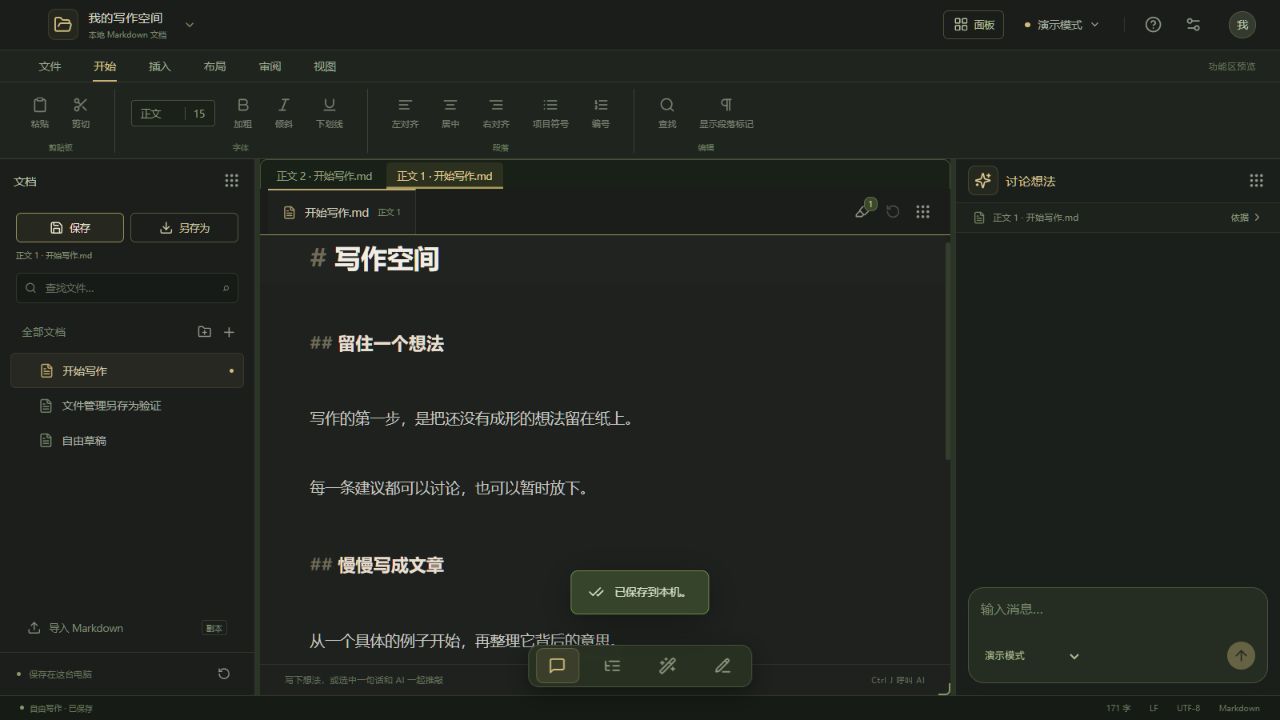 我的写作空间
本地 Markdown 文档
面板
演示模式
我
文件 开始 插入 布局 审阅 视图
功能区预览
粘贴 剪切
剪贴板
正文 15
加粗 倾斜 下划线
字体
左对齐 居中 右对齐 项目符号 编号
段落
查找 显示段落标记
编辑
文档
保存 另存为
正文 1 · 开始写作.md
查找文件...
全部文档
开始写作
文件管理另存为验证
自由草稿
导入 Markdown 副本
保存在这台电脑
正文 2 · 开始写作.md 正文 1 · 开始写作.md
开始写作.md 正文 1
1
# 写作空间
## 留住一个想法
写作的第一步，是把还没有成形的想法留在纸上。
每一条建议都可以讨论，也可以暂时放下。
## 慢慢写成文章
已保存到本机。
从一个具体的例子开始，再整理它背后的意思。
写下想法，或选中一句话和 AI 一起推敲
Ctrl J 呼叫 AI
讨论想法
正文 1 · 开始写作.md 依据
输入消息...
演示模式
自由写作 · 已保存
171 字 LF UTF-8 Markdown